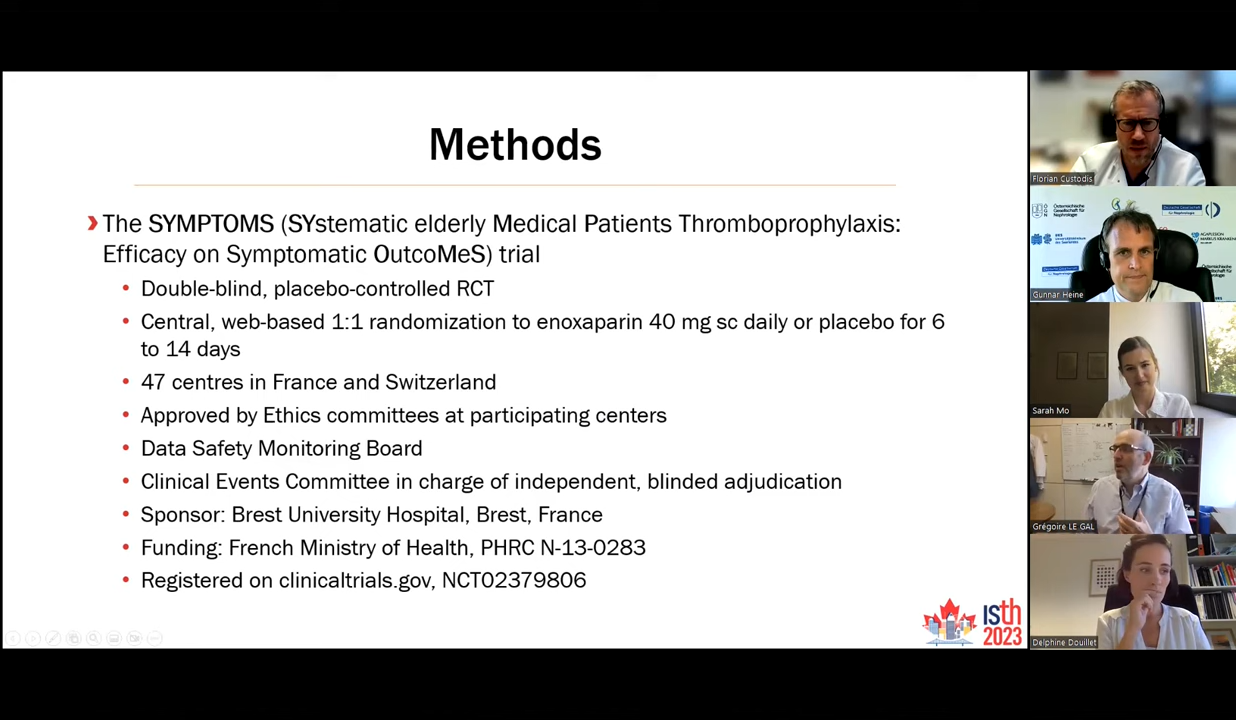 Methods
The SYMPTOMS (SYstematic elderly Medical Patients Thromboprophylaxis:
Efficacy on Symptomatic OutcoMeS) trial
Double-blind, placebo-controlled RCT
Central, web-based 1:1 randomization to enoxaparin 40 mg sc daily or placebo for 6
to 14 days
47 centres in France and Switzerland
Approved by Ethics committees at participating centers
Data Safety Monitoring Board
Clinical Events Committee in charge of independent, blinded adjudication
Sponsor: Brest University Hospital, Brest, France
Funding: French Ministry of Health, PHRC N-13-0283
Registered on clinicaltrials.gov, NCT02379806
ISth
2023
Florian Custodis
Österreichische
Gesellschaft für
Nephrologie
Gunnar Heine
Sarah Mo
Grégoire LE GAL
Delphine Douillet